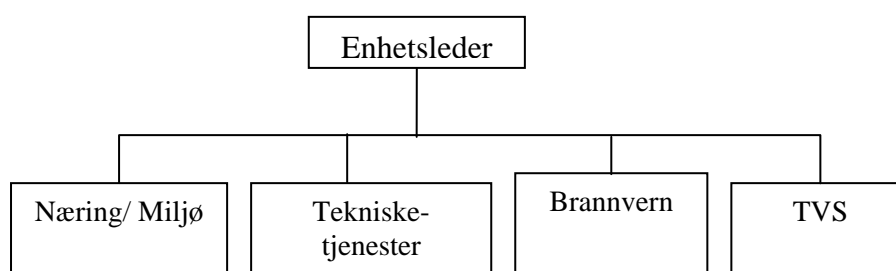 Enhetsleder
Næring/ Miljø
Tekniske-
tjenester
Brannvern
TVS